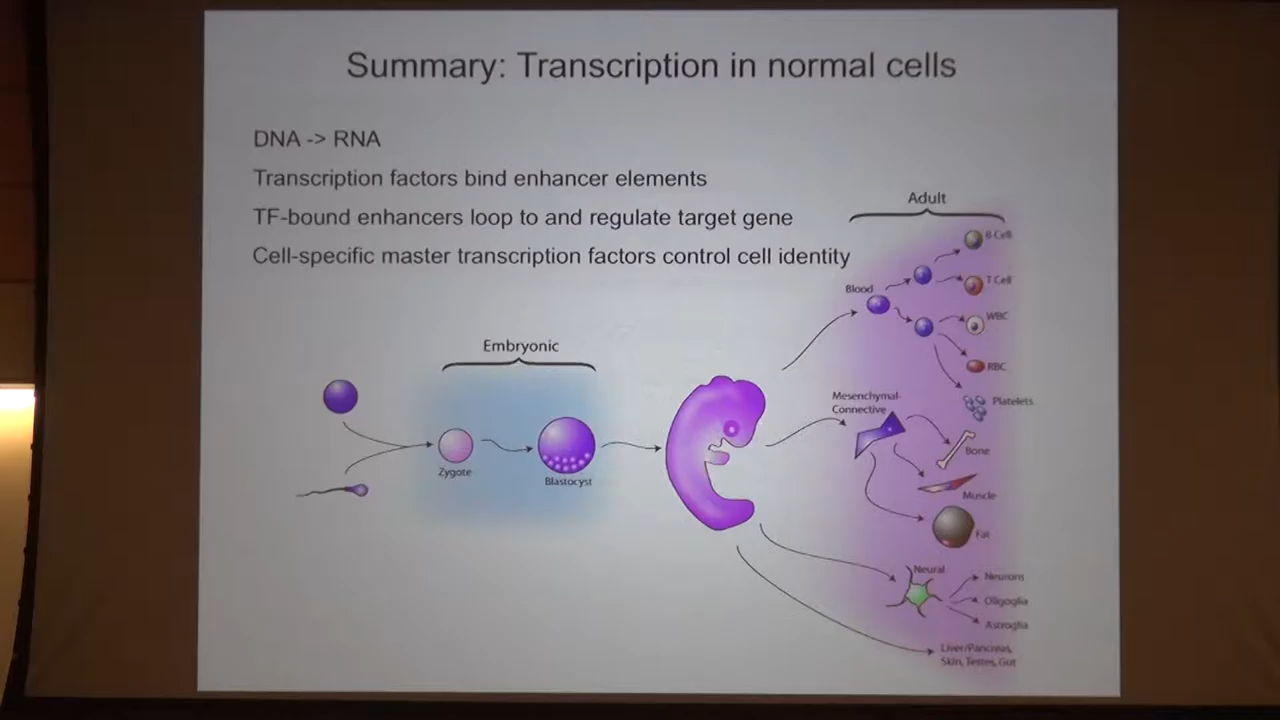 Summary: Transcription in normal cells
DNA -> RNA
Transcription factors bind enhancer elements
TF-bound enhancers loop to and regulate target gene
Cell-specific master transcription factors control cell identity
Adult
B Cell
T Cell
Blood
WBC
RBC
Platelets
Embryonic
Mesenchymal-
Connective
Bone
Zygote
Blastocyst
Muscle
Fat
Neural
Neurons
Oligoglia
Astroglia
Liver/Pancreas,
Skin, Testes, Gut